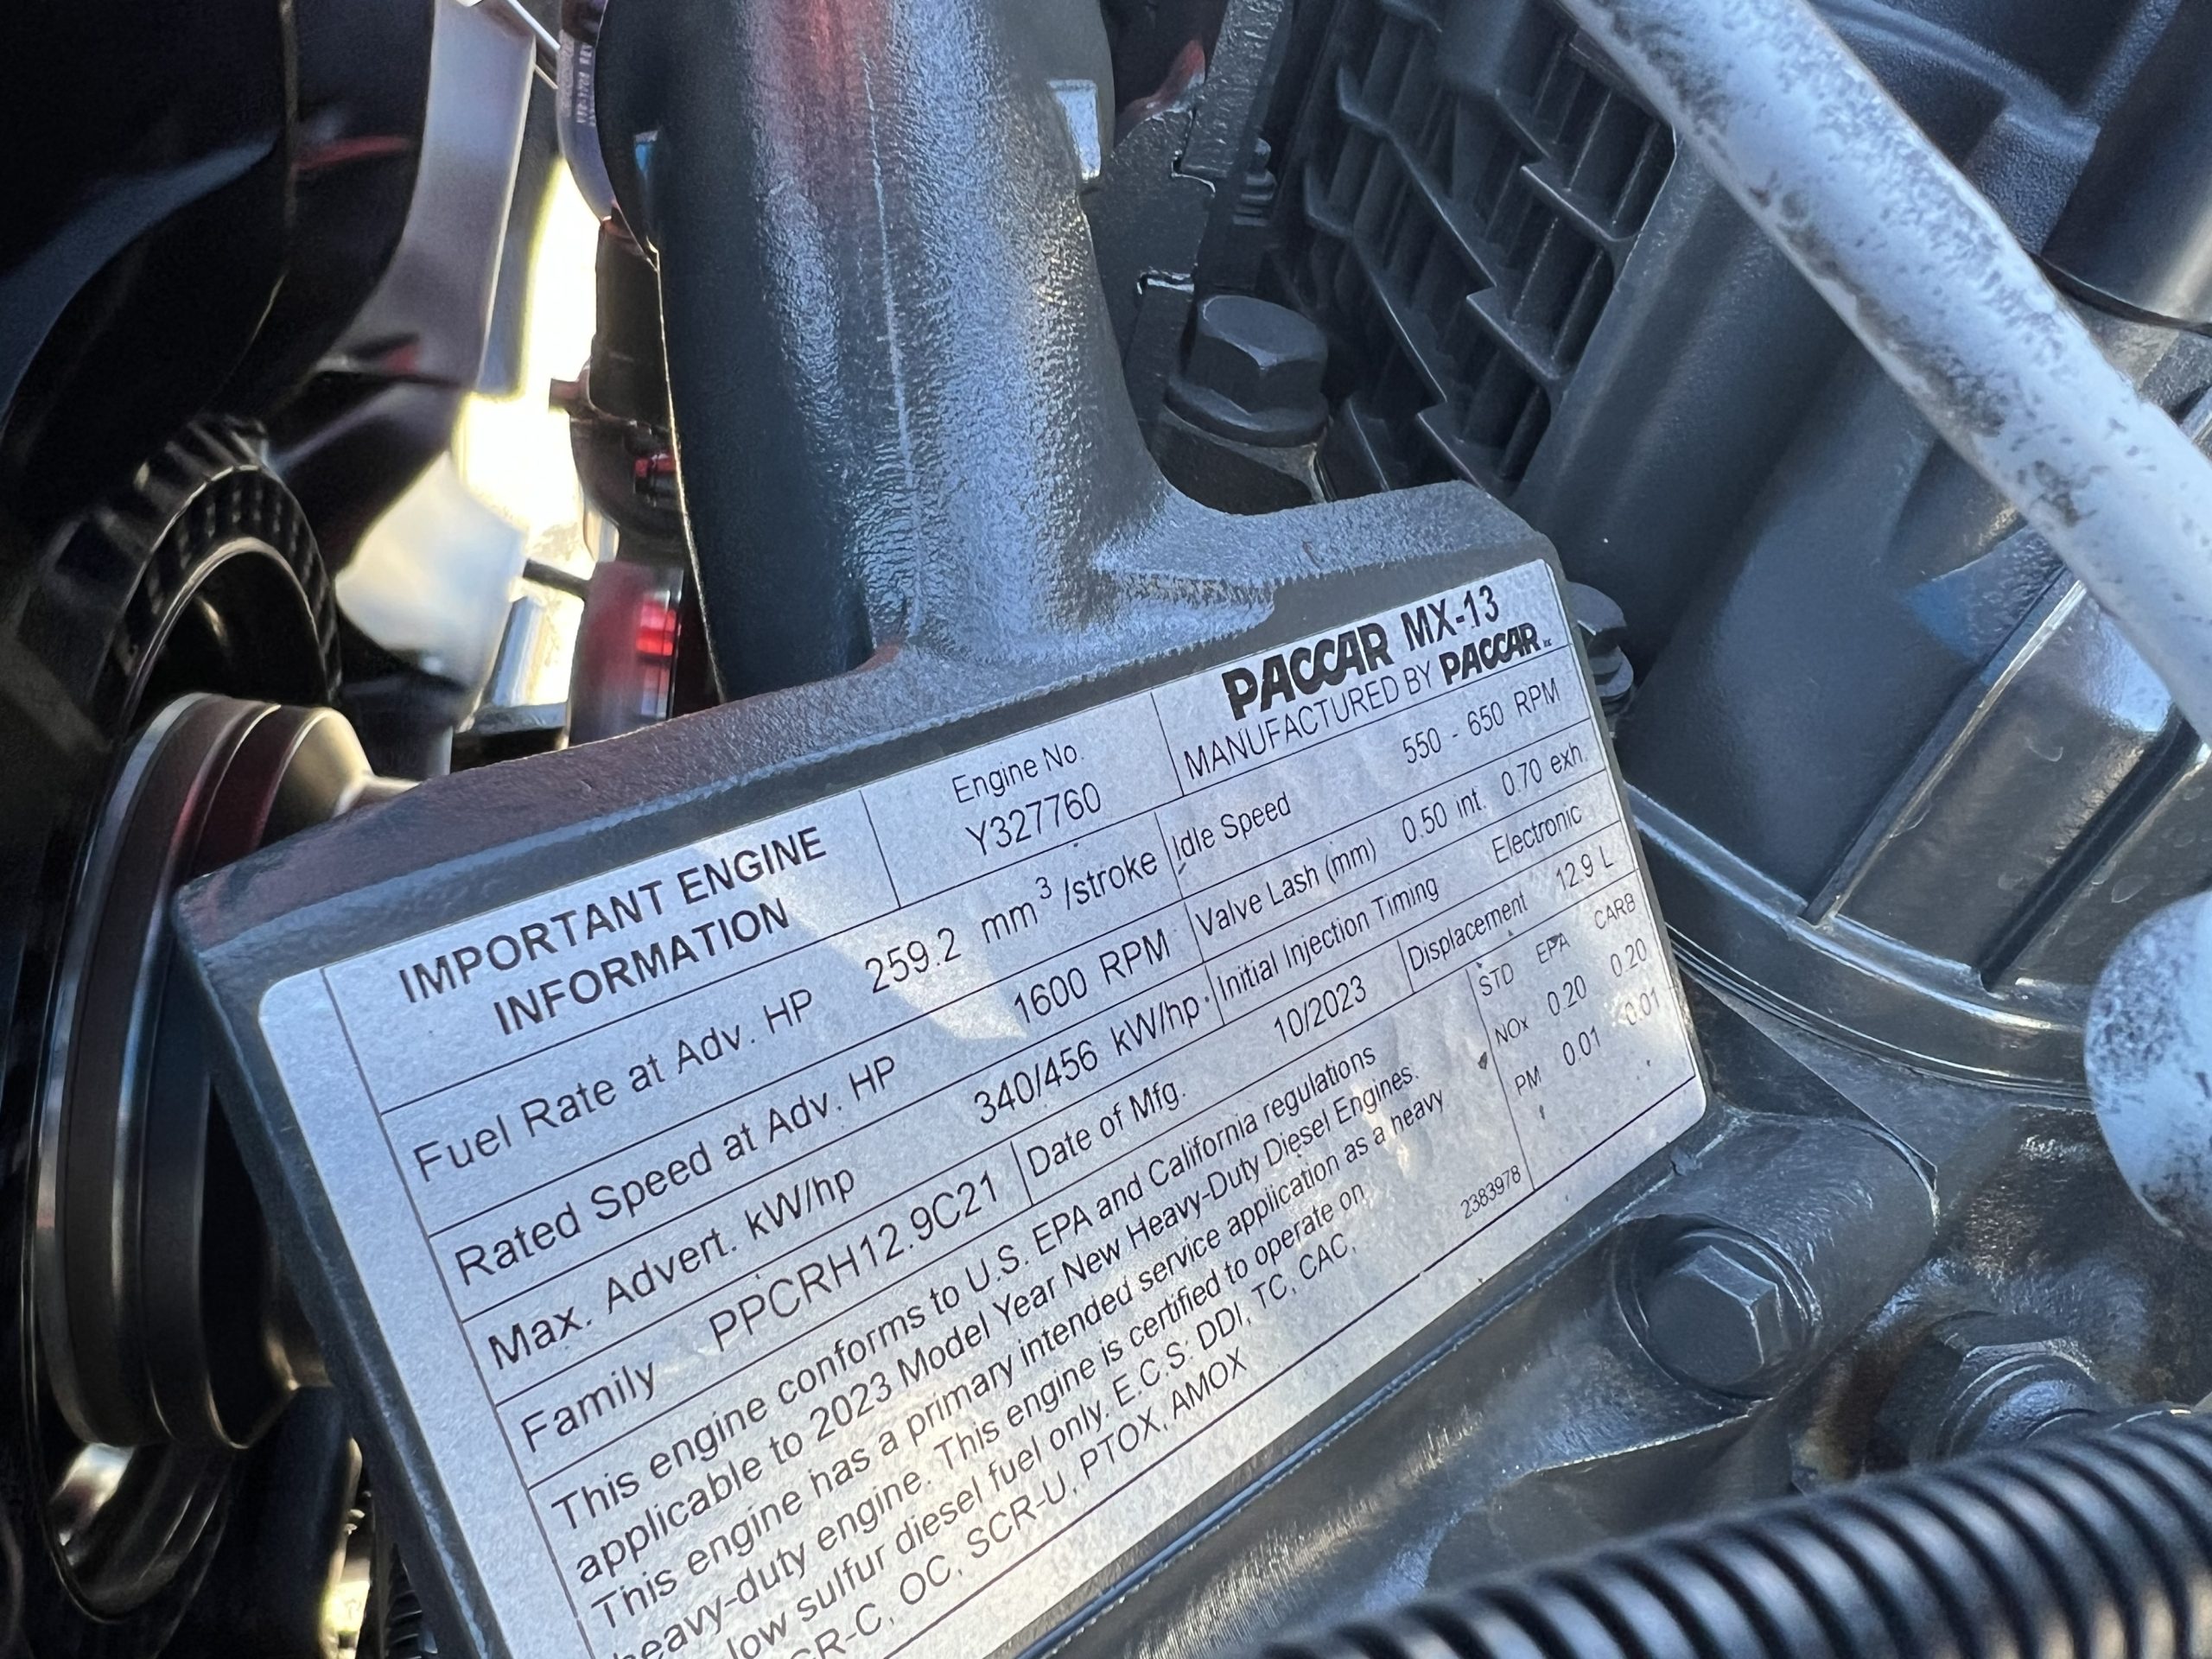 IMPORTANT ENGINE
INFORMATION
Engine No.
Y327760
PACCAR MX-13
MANUFACTURED BY PACCAR Inc
Fuel Rate at Adv. HP 259.2 mm³/stroke
Idle Speed 550 - 650 RPM
Rated Speed at Adv. HP 1600 RPM
Valve Lash (mm) 0.50 int. 0.70 exh.
Max. Advert. kW/hp 340/456 kW/hp
Initial Injection Timing Electronic
Family PPCRH12.9C21
Date of Mfg. 10/2023
Displacement 12.9 L
This engine conforms to U.S. EPA and California regulations
applicable to 2023 Model Year New Heavy-Duty Diesel Engines.
This engine has a primary intended service application as a heavy
heavy-duty engine. This engine is certified to operate on
low sulfur diesel fuel only. E.C.S: DDI, TC, CAC,
OC, SCR-U, PTOX, AMOX
STD EPA CARB
NOx 0.20 0.20
PM 0.01 0.01
2383978